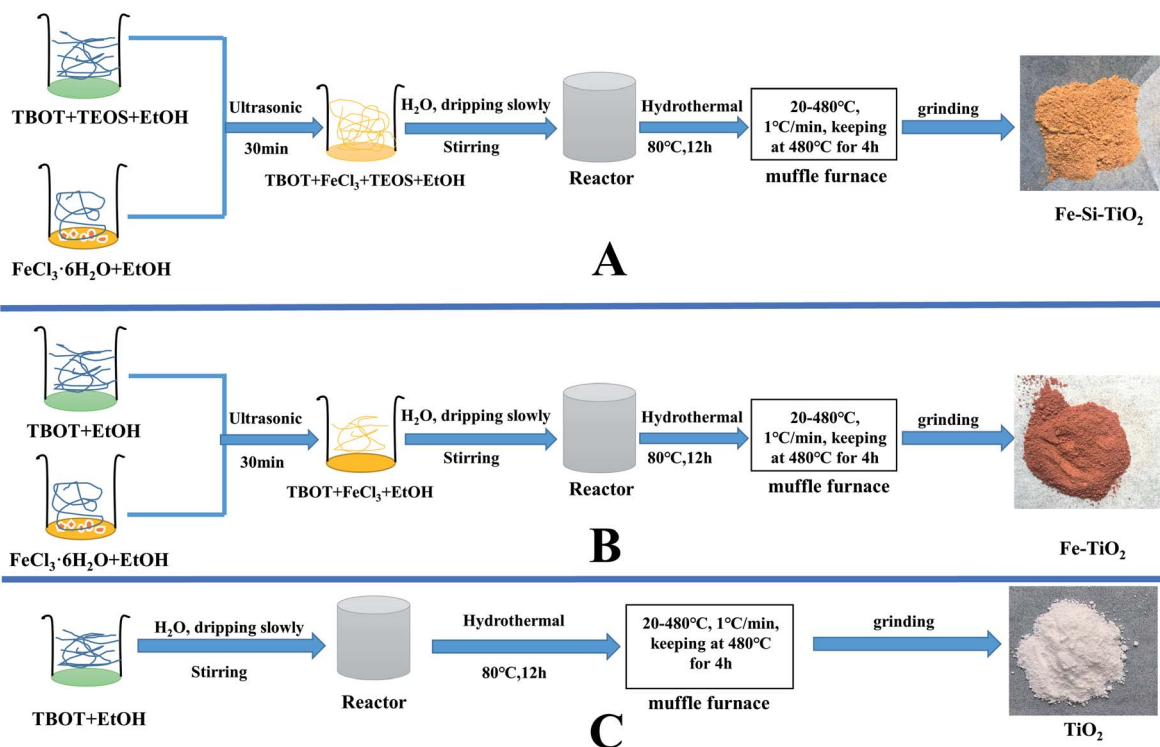 TBOT+TEOS+EtOH
FeCl₃·6H₂O+EtOH
Ultrasonic
30min
TBOT+FeCl₃+TEOS+EtOH
H₂O, dripping slowly
Stirring
Reactor
Hydrothermal
80℃,12h
20-480℃,
1℃/min, keeping
at 480℃ for 4h
muffle furnace
grinding
Fe-Si-TiO₂
A
TBOT+EtOH
FeCl₃·6H₂O+EtOH
Ultrasonic
30min
TBOT+FeCl₃+EtOH
H₂O, dripping slowly
Stirring
Reactor
Hydrothermal
80℃,12h
20-480℃,
1℃/min, keeping
at 480℃ for 4h
muffle furnace
grinding
Fe-TiO₂
B
TBOT+EtOH
H₂O, dripping slowly
Stirring
Reactor
Hydrothermal
80℃,12h
20-480℃, 1℃/min,
keeping at 480℃
for 4h
muffle furnace
grinding
TiO₂
C